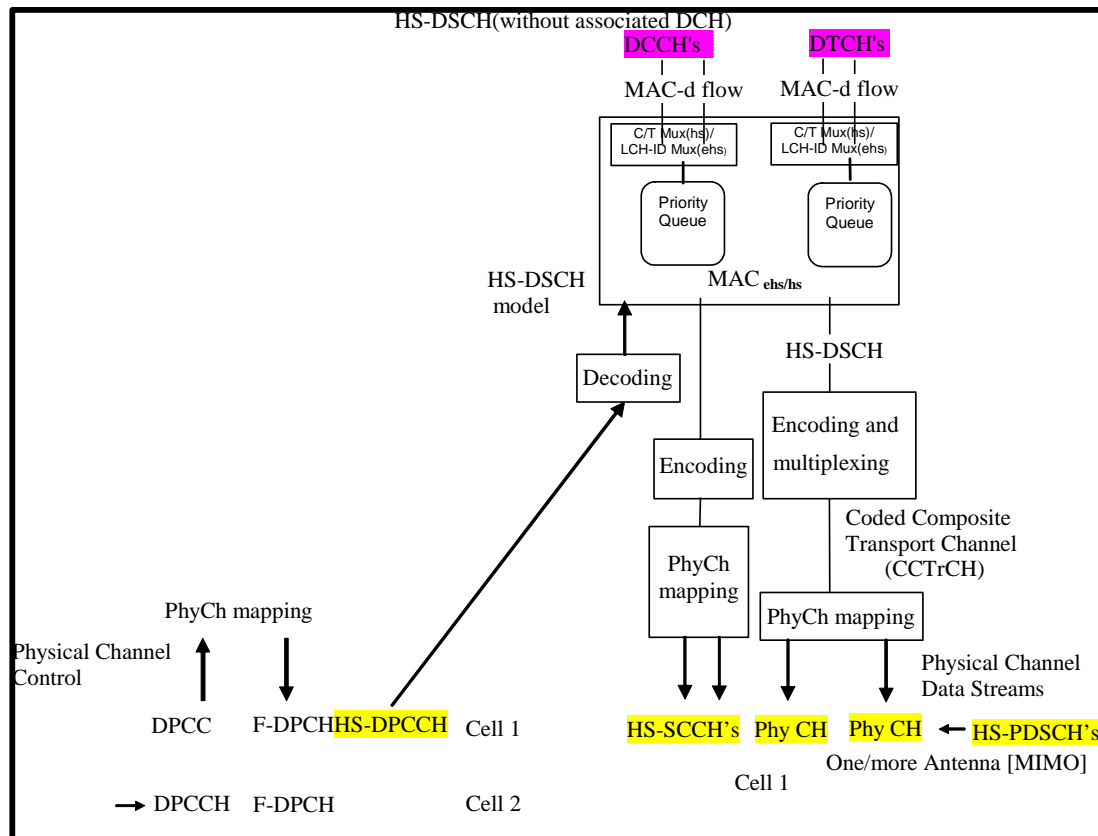 HS-DSCH(without associated DCH)
DCCH's
DTCH's
MAC-d flow
MAC-d flow
C/T Mux(hs)/
LCH-ID Mux(ehs)
C/T Mux(hs)/
LCH-ID Mux(ehs)
Priority
Queue
Priority
Queue
HS-DSCH
model
MAC ehs/hs
HS-DSCH
Decoding
Encoding and
multiplexing
Encoding
Coded Composite
Transport Channel
(CCTrCH)
PhyCh
mapping
PhyCh mapping
PhyCh mapping
Physical Channel
Control
Physical Channel
Data Streams
DPCC
F-DPCH
HS-DPCCH
Cell 1
HS-SCCH’s
Phy CH
Phy CH
HS-PDSCH’s
One/more Antenna [MIMO]
Cell 1
DPCCH
F-DPCH
Cell 2